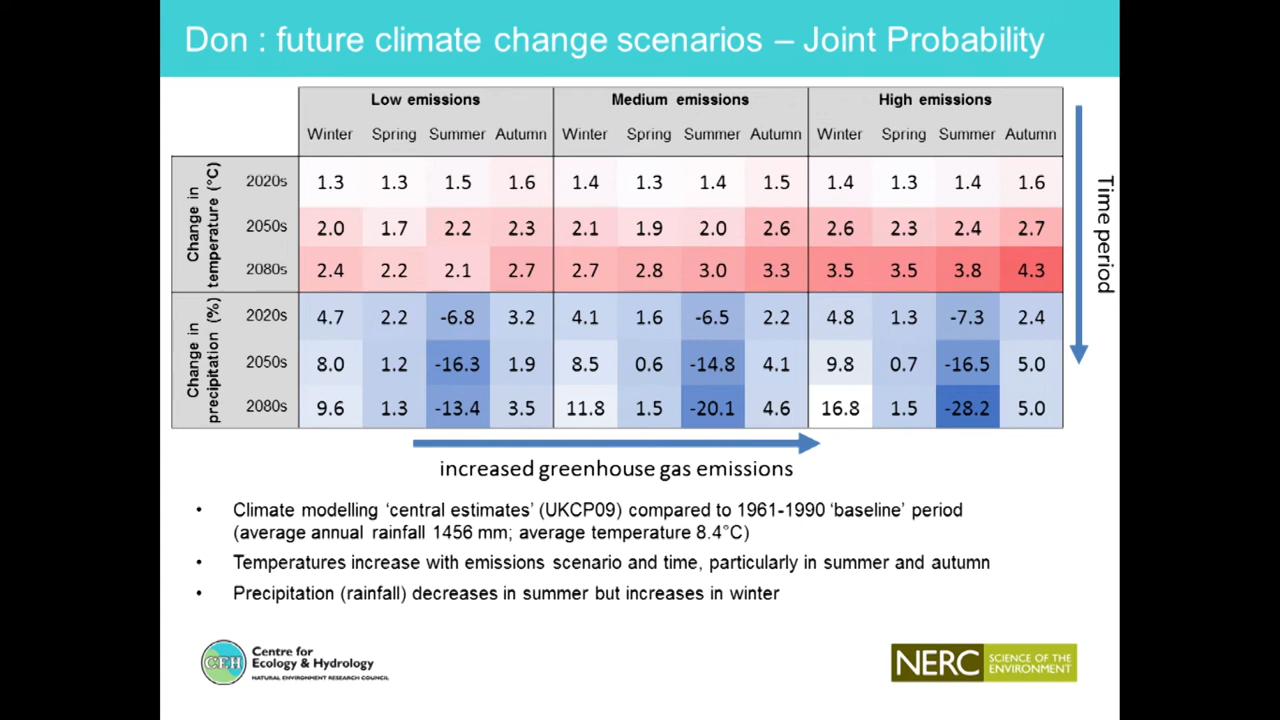 Don : future climate change scenarios – Joint Probability
Low emissions Medium emissions High emissions
Winter Spring Summer Autumn Winter Spring Summer Autumn Winter Spring Summer Autumn
Change in temperature (°C)
2020s 1.3 1.3 1.5 1.6 1.4 1.3 1.4 1.5 1.4 1.3 1.4 1.6
2050s 2.0 1.7 2.2 2.3 2.1 1.9 2.0 2.6 2.6 2.3 2.4 2.7
2080s 2.4 2.2 2.1 2.7 2.7 2.8 3.0 3.3 3.5 3.5 3.8 4.3
Change in precipitation (%)
2020s 4.7 2.2 -6.8 3.2 4.1 1.6 -6.5 2.2 4.8 1.3 -7.3 2.4
2050s 8.0 1.2 -16.3 1.9 8.5 0.6 -14.8 4.1 9.8 0.7 -16.5 5.0
2080s 9.6 1.3 -13.4 3.5 11.8 1.5 -20.1 4.6 16.8 1.5 -28.2 5.0
Time period
increased greenhouse gas emissions
• Climate modelling ‘central estimates’ (UKCP09) compared to 1961-1990 ‘baseline’ period
(average annual rainfall 1456 mm; average temperature 8.4°C)
• Temperatures increase with emissions scenario and time, particularly in summer and autumn
• Precipitation (rainfall) decreases in summer but increases in winter
CEH
Centre for
Ecology & Hydrology
NATURAL ENVIRONMENT RESEARCH COUNCIL
NERC
SCIENCE OF THE
ENVIRONMENT